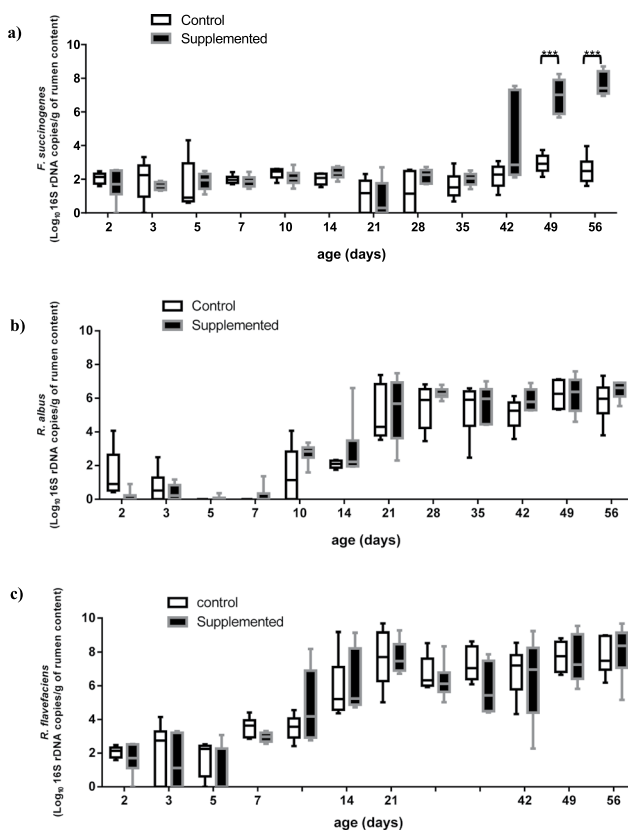 a)
Control
Supplemented
F. succinogenes
(Log10 16S rDNA copies/g of rumen content)
10
8
6
4
2
0
***
***
2 3 5 7 10 14 21 28 35 42 49 56
age (days)
b)
Control
Supplemented
R. albus
(Log10 16S rDNA copies/g of rumen content)
10
8
6
4
2
0
2 3 5 7 10 14 21 28 35 42 49 56
age (days)
c)
control
Supplemented
R. flavefaciens
(Log10 16S rDNA copies/g of rumen content)
10
8
6
4
2
0
2 3 5 7 14 21 42 49 56
age (days)